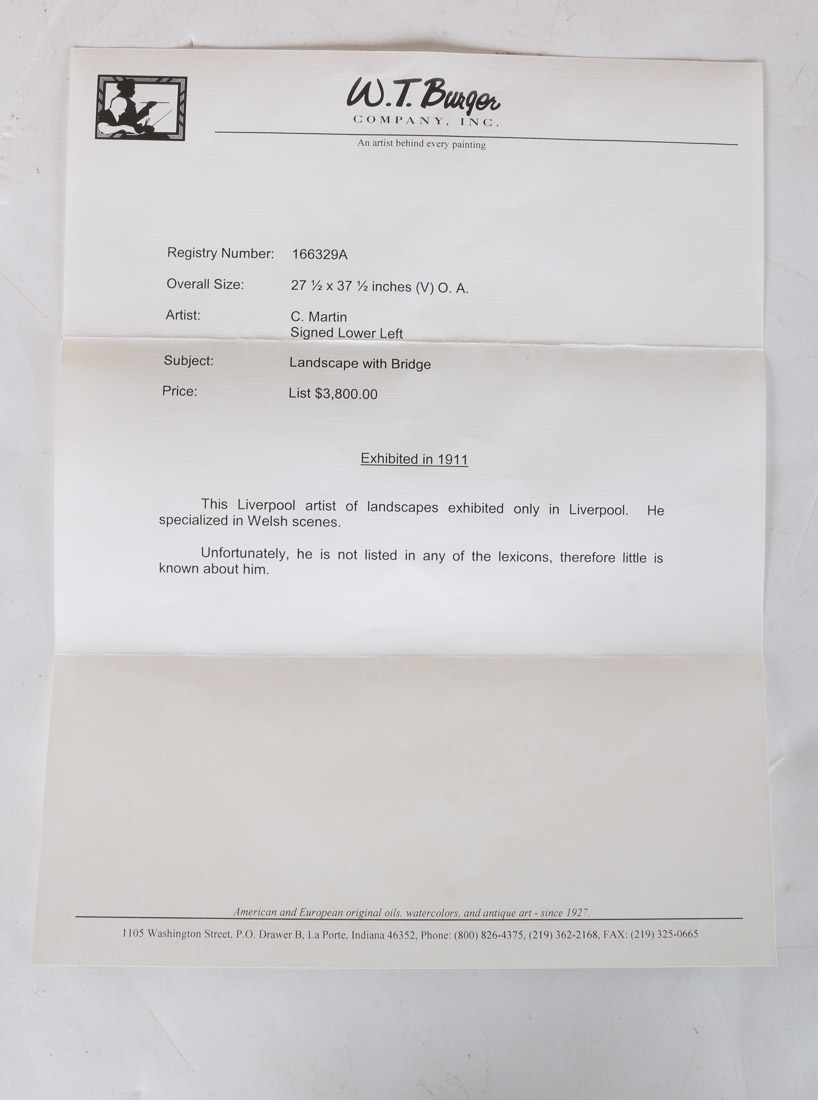 W.T. Burger
COMPANY, INC.
An artist behind every painting
Registry Number: 166329A
Overall Size: 27 ½ x 37 ½ inches (V) O. A.
Artist: C. Martin
Signed Lower Left
Subject: Landscape with Bridge
Price: List $3,800.00
Exhibited in 1911
This Liverpool artist of landscapes exhibited only in Liverpool. He
specialized in Welsh scenes.
Unfortunately, he is not listed in any of the lexicons, therefore little is
known about him.
American and European original oils, watercolors, and antique art - since 1927.
1105 Washington Street, P.O. Drawer B, La Porte, Indiana 46352, Phone: (800) 826-4375, (219) 362-2168, FAX: (219) 325-0665